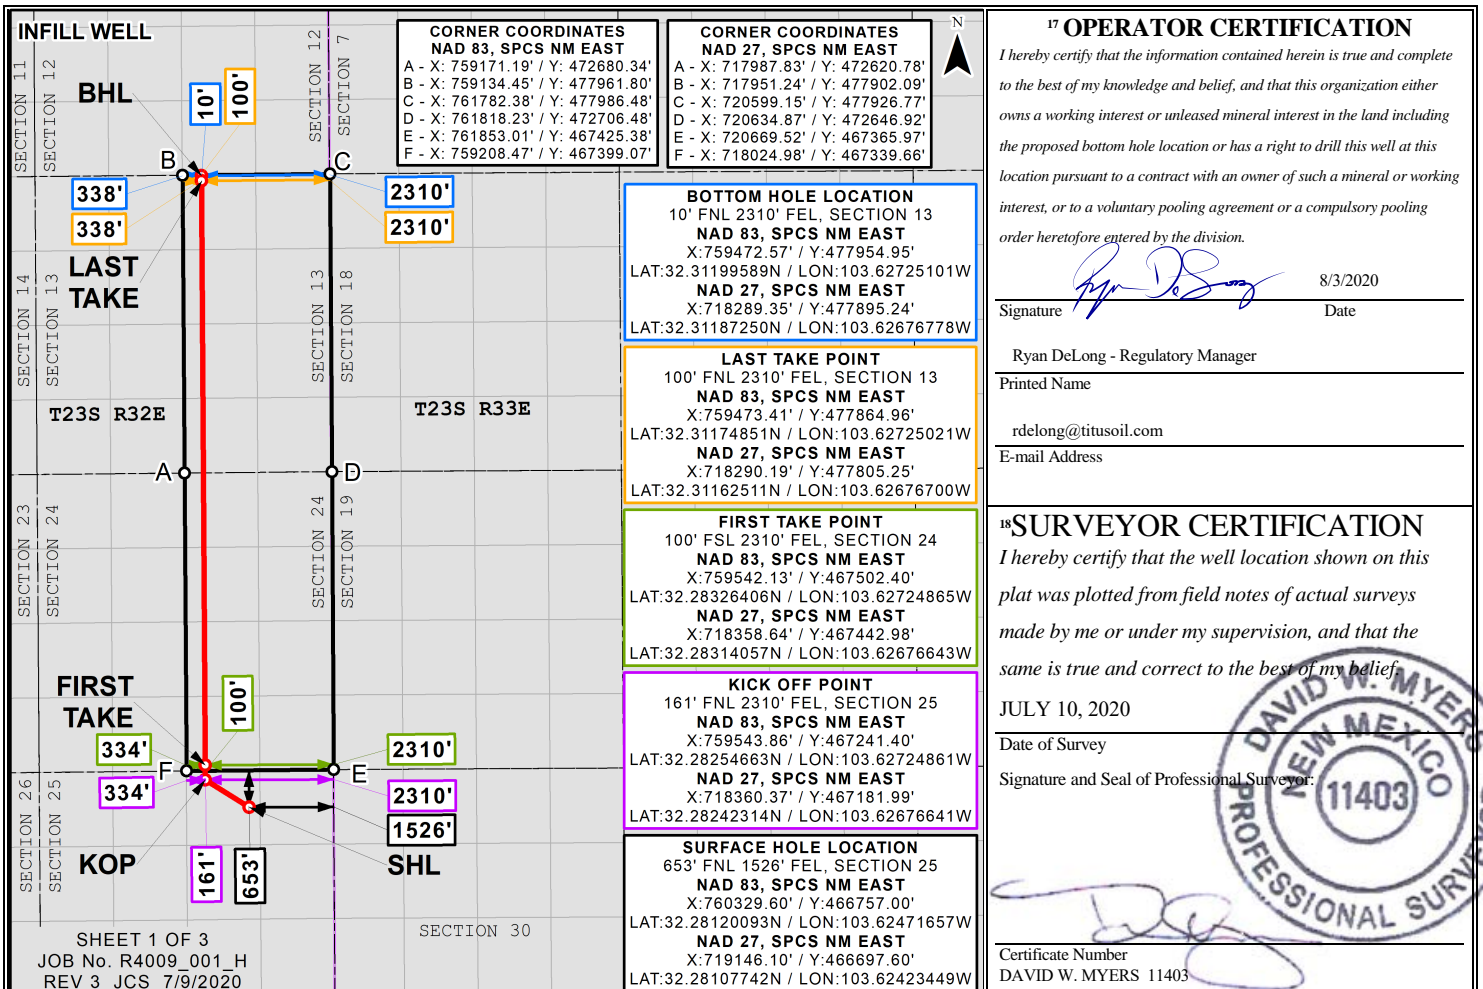 INFILL WELL
SECTION 11
SECTION 12
SECTION 12
SECTION 7
N
CORNER COORDINATES
NAD 83, SPCS NM EAST
A - X: 759171.19' / Y: 472680.34'
B - X: 759134.45' / Y: 477961.80'
C - X: 761782.38' / Y: 477986.48'
D - X: 761818.23' / Y: 472706.48'
E - X: 761853.01' / Y: 467425.38'
F - X: 759208.47' / Y: 467399.07'
CORNER COORDINATES
NAD 27, SPCS NM EAST
A - X: 717987.83' / Y: 472620.78'
B - X: 717951.24' / Y: 477902.09'
C - X: 720599.15' / Y: 477926.77'
D - X: 720634.87' / Y: 472646.92'
E - X: 720669.52' / Y: 467365.97'
F - X: 718024.98' / Y: 467339.66'
BHL
10'
100'
B
C
338'
2310'
338'
2310'
LAST
TAKE
SECTION 14
SECTION 13
SECTION 13
SECTION 18
T23S R32E
T23S R33E
A
D
SECTION 23
SECTION 24
SECTION 24
SECTION 19
FIRST
TAKE
100'
334'
2310'
F
E
334'
2310'
1526'
SECTION 26
SECTION 25
KOP
161'
653'
SHL
SECTION 30
SHEET 1 OF 3
JOB No. R4009_001_H
REV 3 JCS 7/9/2020
BOTTOM HOLE LOCATION
10' FNL 2310' FEL, SECTION 13
NAD 83, SPCS NM EAST
X:759472.57' / Y:477954.95'
LAT:32.31199589N / LON:103.62725101W
NAD 27, SPCS NM EAST
X:718289.35' / Y:477895.24'
LAT:32.31187250N / LON:103.62676778W
LAST TAKE POINT
100' FNL 2310' FEL, SECTION 13
NAD 83, SPCS NM EAST
X:759473.41' / Y:477864.96'
LAT:32.31174851N / LON:103.62725021W
NAD 27, SPCS NM EAST
X:718290.19' / Y:477805.25'
LAT:32.31162511N / LON:103.62676700W
FIRST TAKE POINT
100' FSL 2310' FEL, SECTION 24
NAD 83, SPCS NM EAST
X:759542.13' / Y:467502.40'
LAT:32.28326406N / LON:103.62724865W
NAD 27, SPCS NM EAST
X:718358.64' / Y:467442.98'
LAT:32.28314057N / LON:103.62676643W
KICK OFF POINT
161' FNL 2310' FEL, SECTION 25
NAD 83, SPCS NM EAST
X:759543.86' / Y:467241.40'
LAT:32.28254663N / LON:103.62724861W
NAD 27, SPCS NM EAST
X:718360.37' / Y:467181.99'
LAT:32.28242314N / LON:103.62676641W
SURFACE HOLE LOCATION
653' FNL 1526' FEL, SECTION 25
NAD 83, SPCS NM EAST
X:760329.60' / Y:466757.00'
LAT:32.28120093N / LON:103.62471657W
NAD 27, SPCS NM EAST
X:719146.10' / Y:466697.60'
LAT:32.28107742N / LON:103.62423449W
17 OPERATOR CERTIFICATION
I hereby certify that the information contained herein is true and complete
to the best of my knowledge and belief, and that this organization either
owns a working interest or unleased mineral interest in the land including
the proposed bottom hole location or has a right to drill this well at this
location pursuant to a contract with an owner of such a mineral or working
interest, or to a voluntary pooling agreement or a compulsory pooling
order heretofore entered by the division.
8/3/2020
Signature
Date
Ryan DeLong - Regulatory Manager
Printed Name
rdelong@titusoil.com
E-mail Address
18SURVEYOR CERTIFICATION
I hereby certify that the well location shown on this
plat was plotted from field notes of actual surveys
made by me or under my supervision, and that the
same is true and correct to the best of my belief.
JULY 10, 2020
Date of Survey
Signature and Seal of Professional Surveyor:
DAVID W. MYERS
NEW MEXICO
11403
PROFESSIONAL
Certificate Number
DAVID W. MYERS 11403